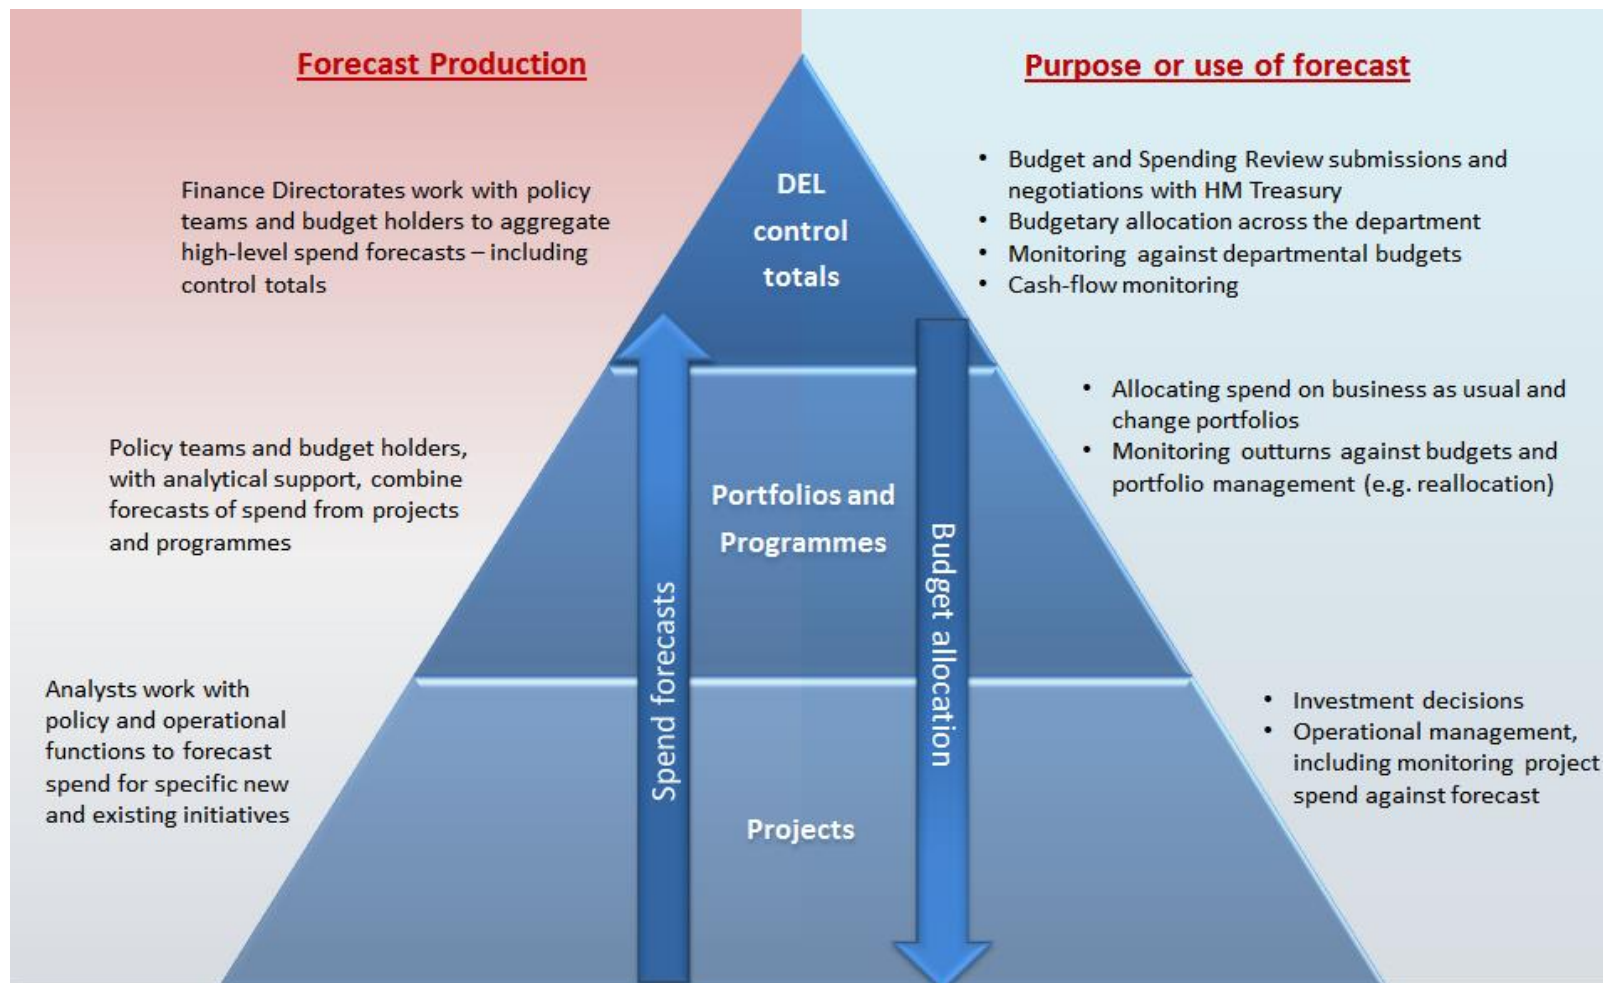 Forecast Production
Purpose or use of forecast
Finance Directorates work with policy
teams and budget holders to aggregate
high-level spend forecasts – including
control totals
DEL
control
totals
• Budget and Spending Review submissions and
negotiations with HM Treasury
• Budgetary allocation across the department
• Monitoring against departmental budgets
• Cash-flow monitoring
Policy teams and budget holders,
with analytical support, combine
forecasts of spend from projects
and programmes
Portfolios and
Programmes
• Allocating spend on business as usual and
change portfolios
• Monitoring outturns against budgets and
portfolio management (e.g. reallocation)
Spend forecasts
Budget allocation
Analysts work with
policy and operational
functions to forecast
spend for specific new
and existing initiatives
Projects
• Investment decisions
• Operational management,
including monitoring project
spend against forecast